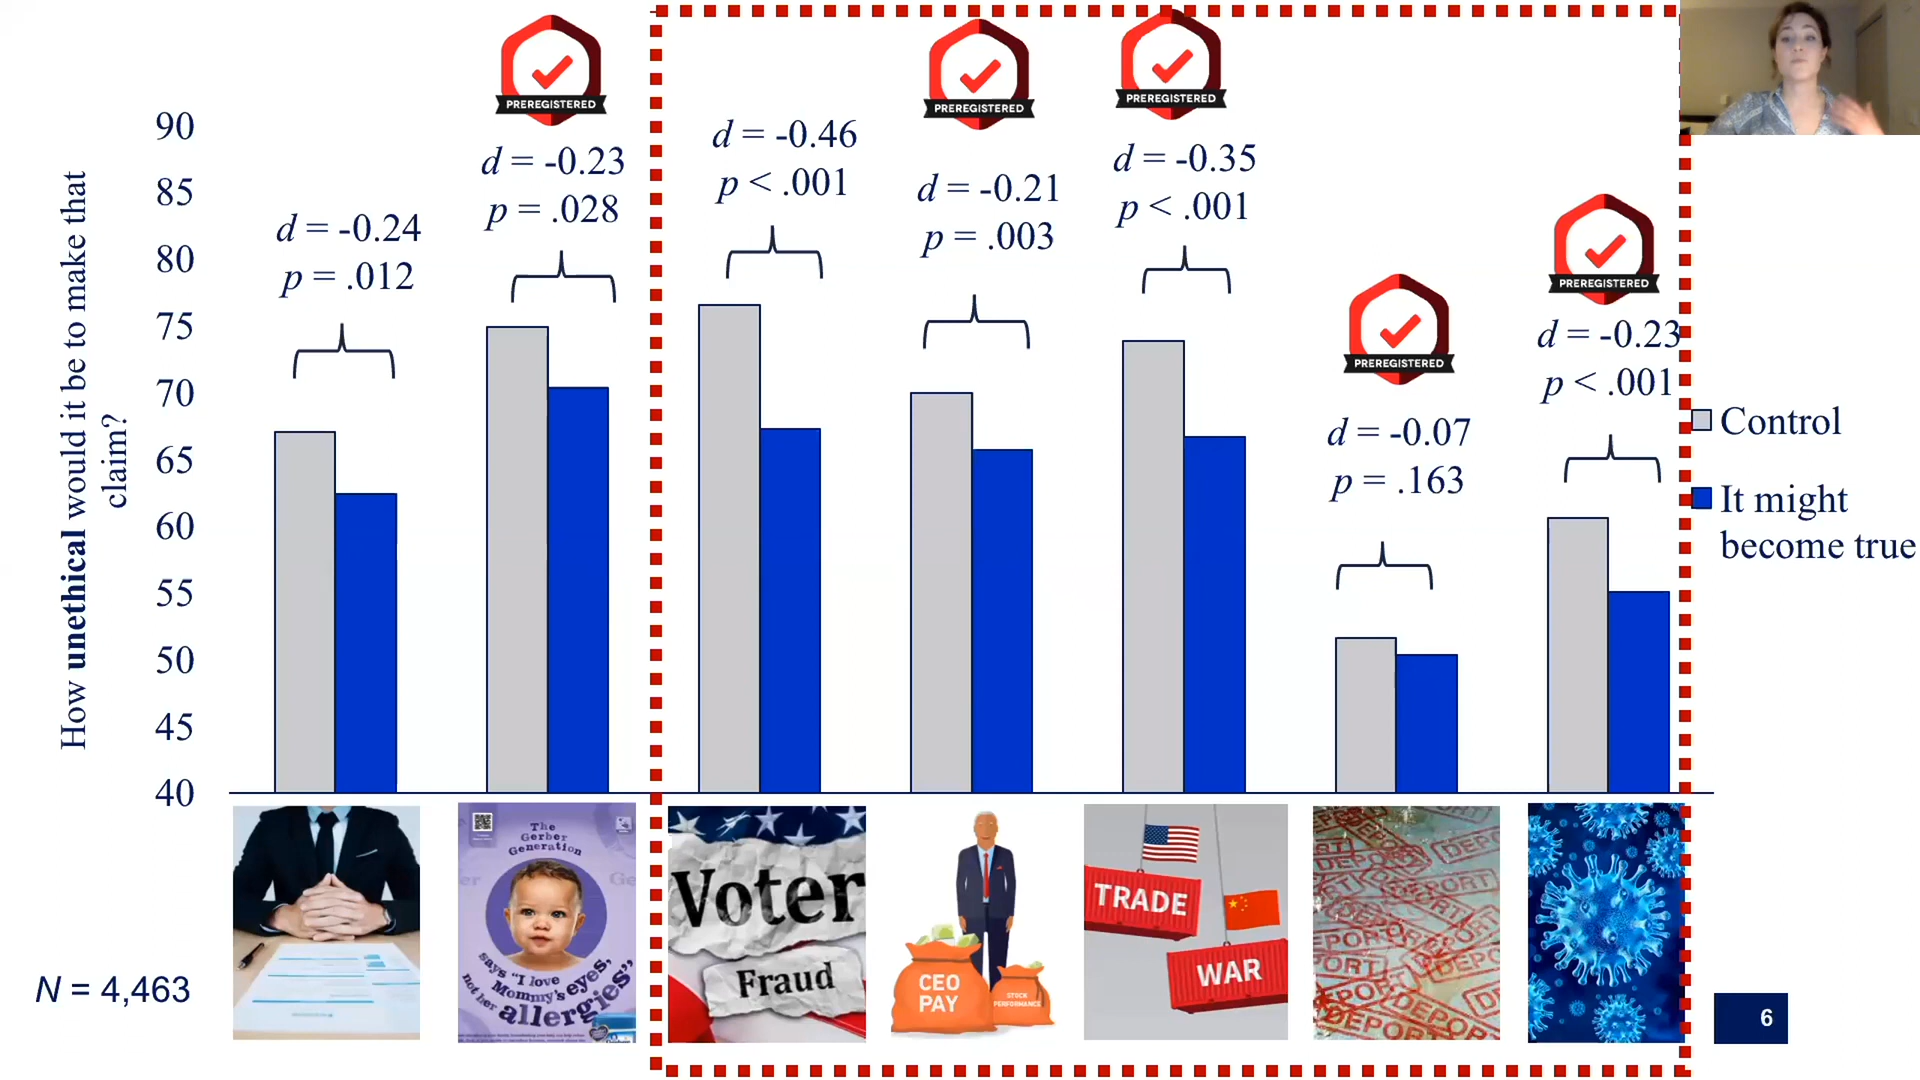 PREREGISTERED
PREREGISTERED
PREREGISTERED
PREREGISTERED
PREREGISTERED
d = -0.24
p = .012
d = -0.23
p = .028
d = -0.46
p < .001
d = -0.21
p = .003
d = -0.35
p < .001
d = -0.07
p = .163
d = -0.23
p < .001
How unethical would it be to make that
claim?
90
85
80
75
70
65
60
55
50
45
40
Control
It might
become true
The
Gerber
Generation
says "I love
Mommy's eyes,
not her
allergies"
Voter
Fraud
CEO
PAY
STOCK
PERFORMANCE
TRADE
WAR
DEPORT
DEPORT
DEPORT
DEPORT
N = 4,463
6